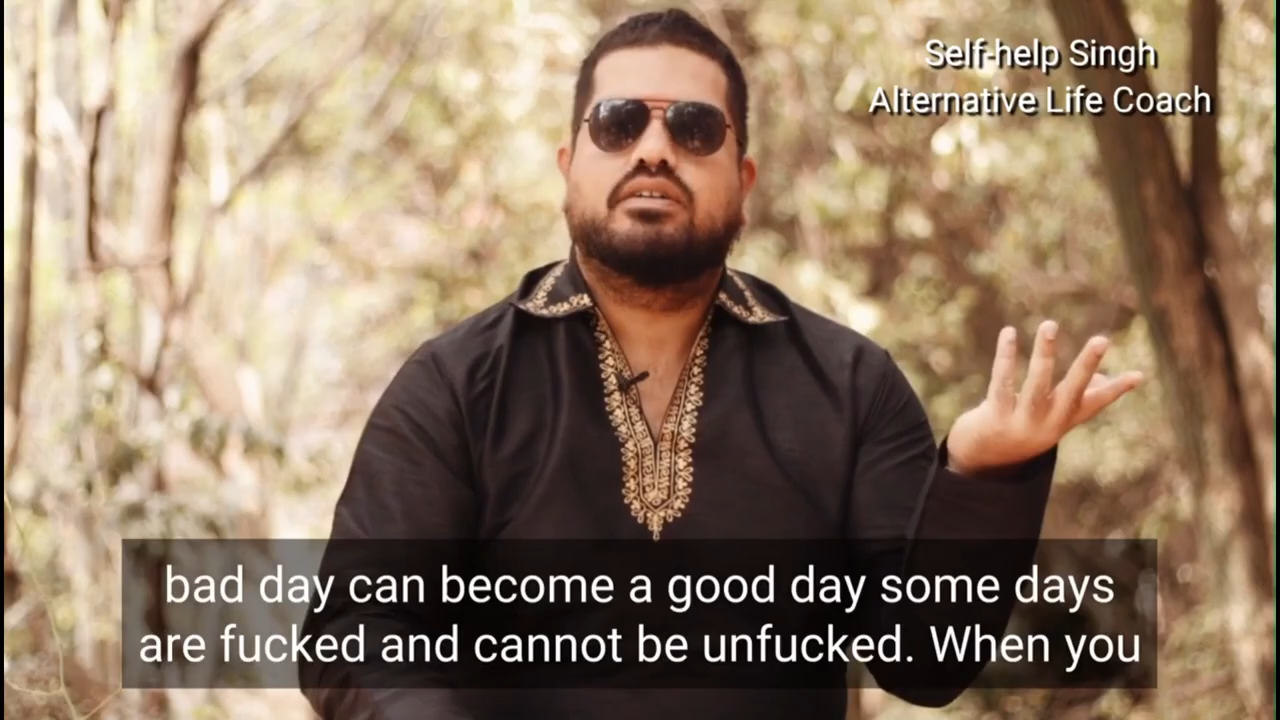 Self-help Singh
Alternative Life Coach
bad day can become a good day some days
are fucked and cannot be unfucked. When you